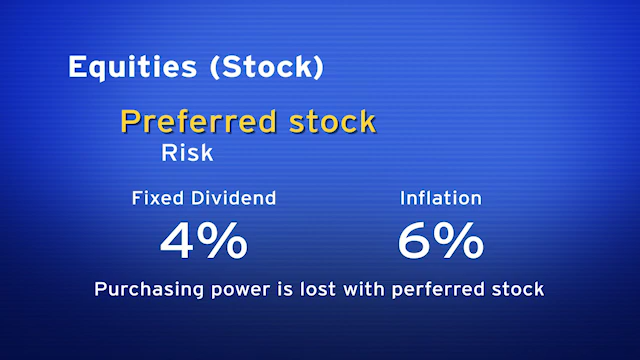 Equities (Stock)
Preferred stock
Risk
Fixed Dividend Inflation
4% 6%
Purchasing power is lost with perferred stock